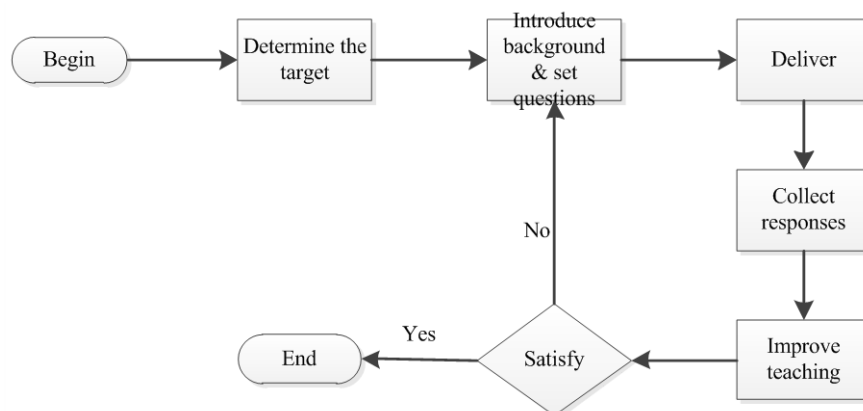 Begin
Determine the
target
Introduce
background
& set
questions
Deliver
Collect
responses
No
Improve
teaching
Satisfy
Yes
End